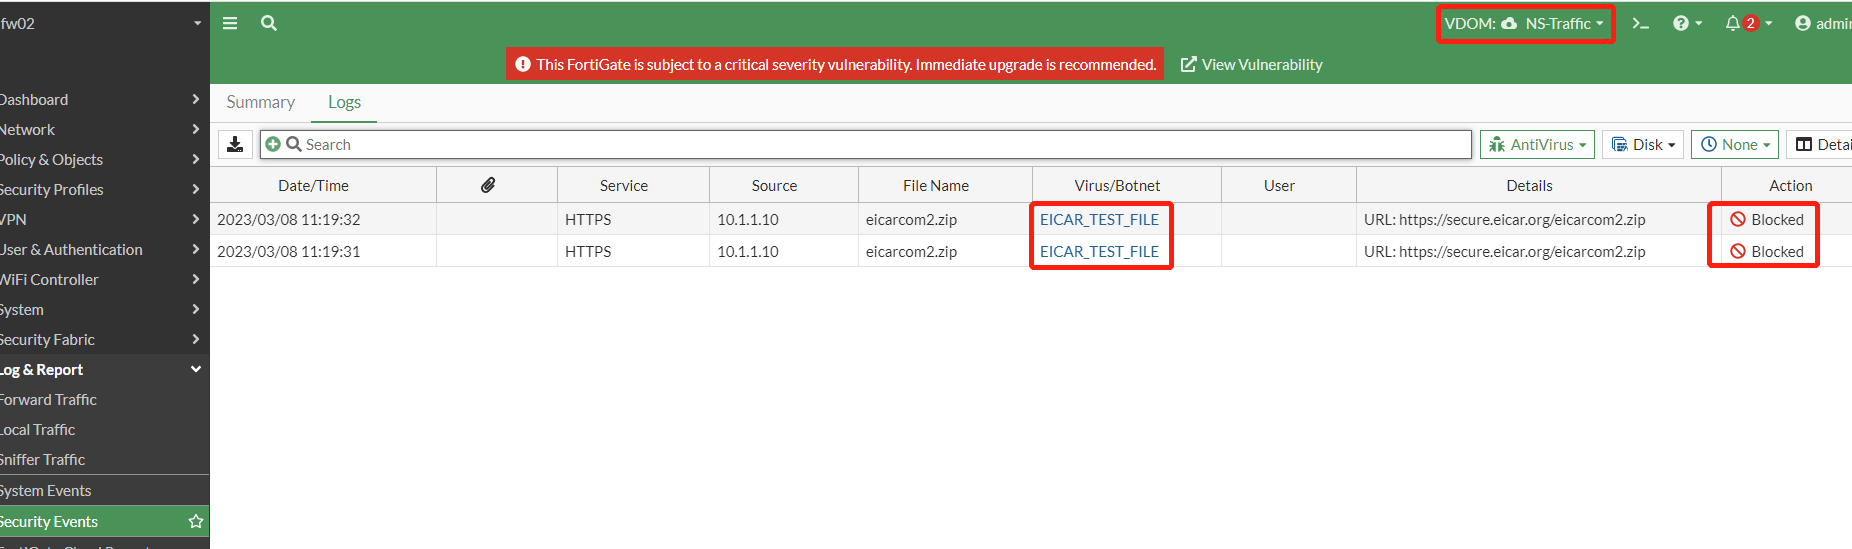 fw02
VDOM: NS-Traffic
2
admin
This FortiGate is subject to a critical severity vulnerability. Immediate upgrade is recommended.
View Vulnerability
Dashboard
Network
Policy & Objects
Security Profiles
VPN
User & Authentication
WiFi Controller
System
Security Fabric
Log & Report
Forward Traffic
Local Traffic
Sniffer Traffic
System Events
Security Events
Summary Logs
Search
AntiVirus
Disk
None
Detai
Date/Time Service Source File Name Virus/Botnet User Details Action
2023/03/08 11:19:32 HTTPS 10.1.1.10 eicarcom2.zip EICAR_TEST_FILE URL: https://secure.eicar.org/eicarcom2.zip Blocked
2023/03/08 11:19:31 HTTPS 10.1.1.10 eicarcom2.zip EICAR_TEST_FILE URL: https://secure.eicar.org/eicarcom2.zip Blocked